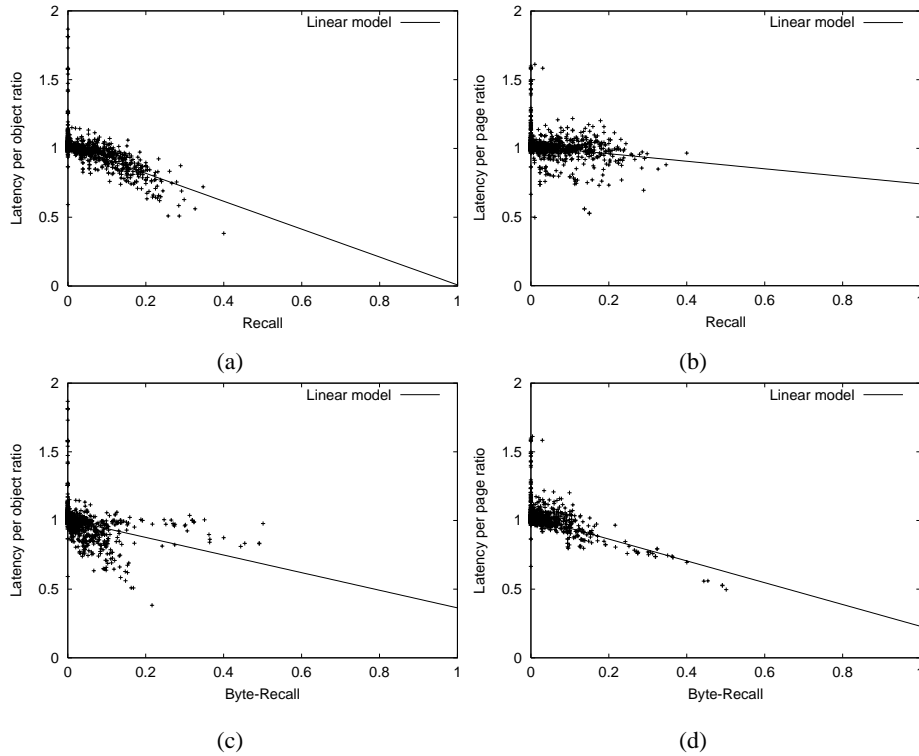 2
1.5
1
0.5
0
0 0.2 0.4 0.6 0.8 1
Latency per object ratio
Recall
Linear model
(a)
2
1.5
1
0.5
0
0 0.2 0.4 0.6 0.8 1
Latency per page ratio
Recall
Linear model
(b)
2
1.5
1
0.5
0
0 0.2 0.4 0.6 0.8 1
Latency per object ratio
Byte-Recall
Linear model
(c)
2
1.5
1
0.5
0
0 0.2 0.4 0.6 0.8 1
Latency per page ratio
Byte-Recall
Linear model
(d)